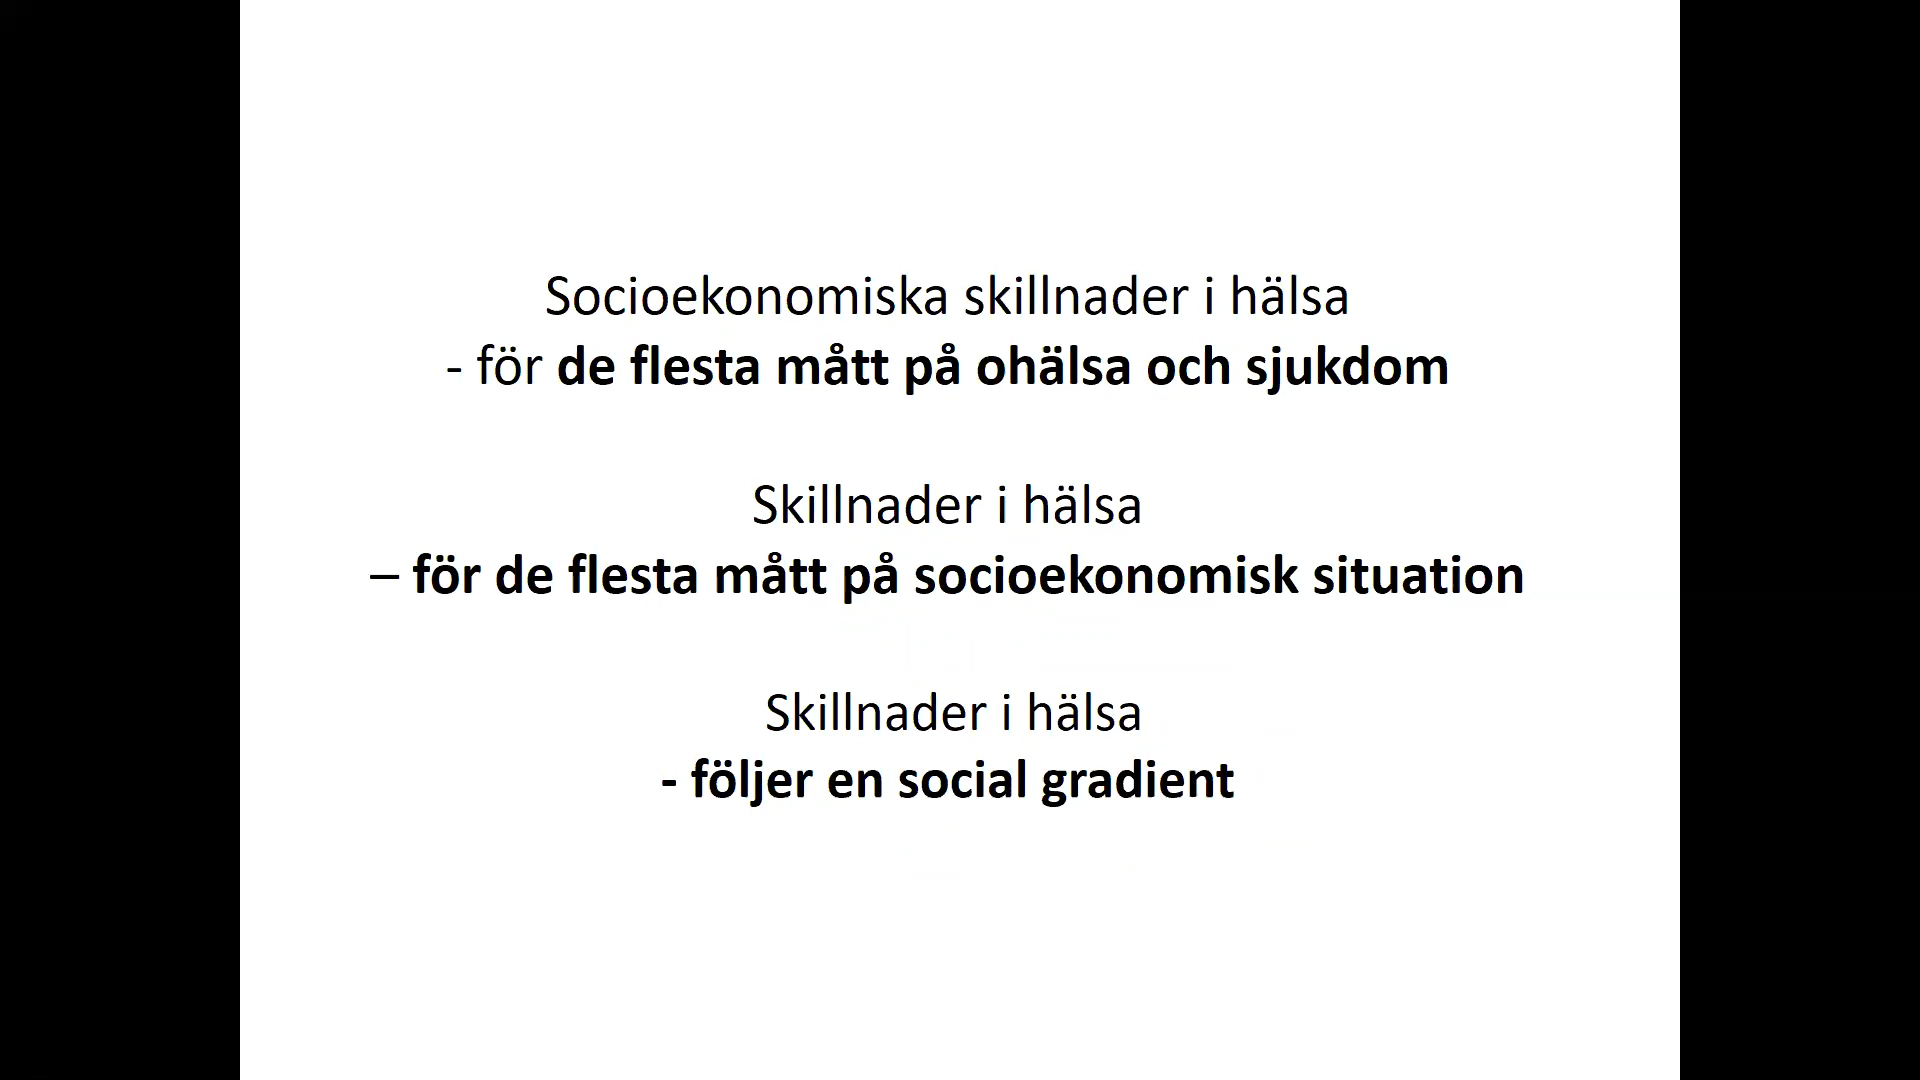 Socioekonomiska skillnader i hälsa
- för de flesta mått på ohälsa och sjukdom
Skillnader i hälsa
– för de flesta mått på socioekonomisk situation
Skillnader i hälsa
- följer en social gradient